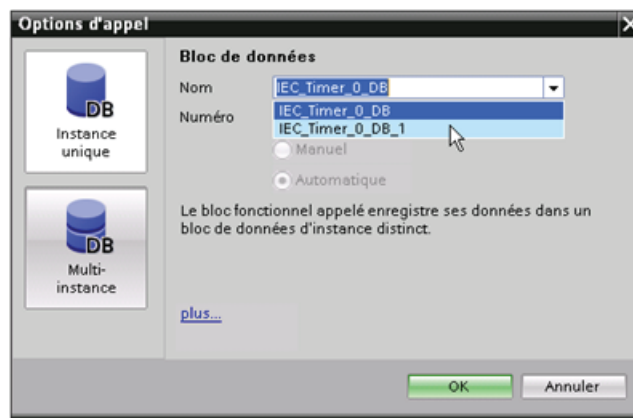 Options d'appel
DB
Instance
unique
DB
Multi-
instance
Bloc de données
Nom
IEC_Timer_0_DB
Numéro
IEC_Timer_0_DB
IEC_Timer_0_DB_1
Manuel
Automatique
Le bloc fonctionnel appelé enregistre ses données dans un
bloc de données d'instance distinct.
plus...
OK
Annuler